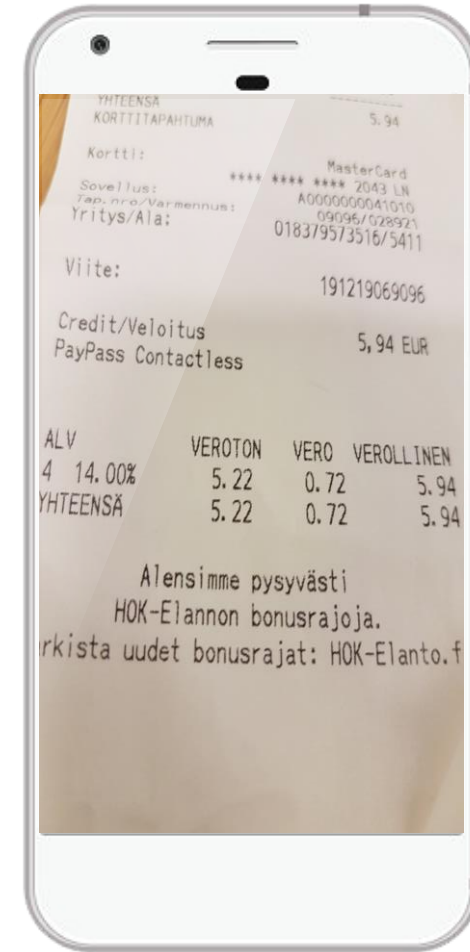 YHTEENSÄ
KORTTITAPAHTUMA 5.94
Kortti: MasterCard
**** **** **** 2043 LN
Sovellus: A0000000041010
Tap.nro/Varmennus: 09096/028921
Yritys/Ala: 018379573516/5411
Viite: 191219069096
Credit/Veloitus 5,94 EUR
PayPass Contactless
ALV VEROTON VERO VEROLLINEN
4 14.00% 5.22 0.72 5.94
YHTEENSÄ 5.22 0.72 5.94
Alensimme pysyvästi
HOK-Elannon bonusrajoja.
rkista uudet bonusrajat: HOK-Elanto.f